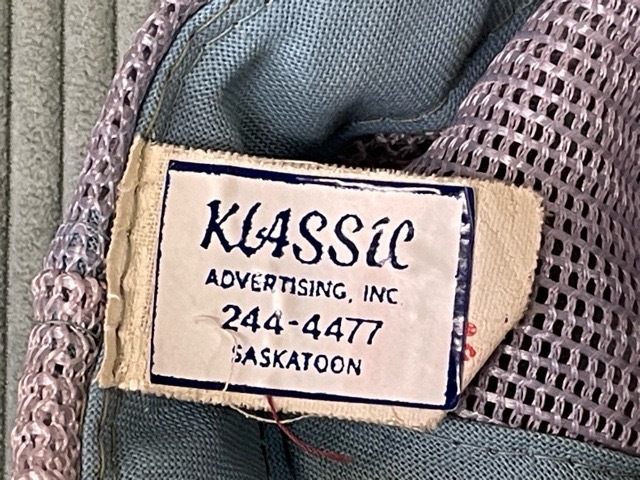 KLASSIC
ADVERTISING, INC.
244-4477
SASKATOON